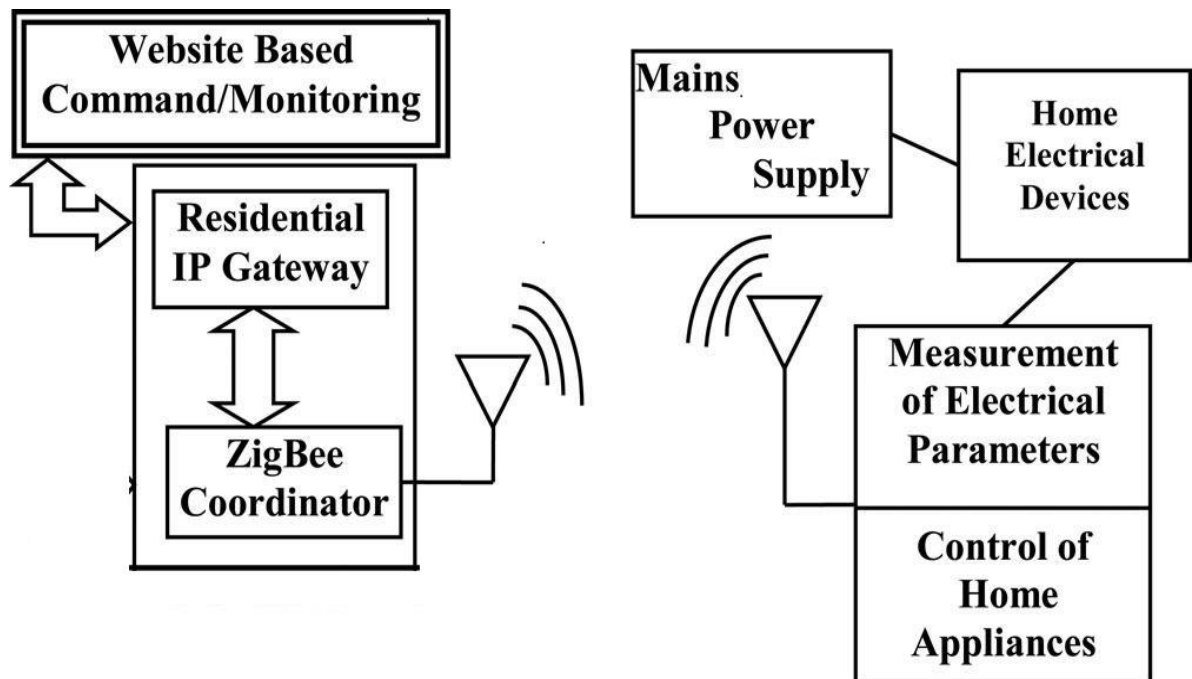 Website Based
Command/Monitoring
Residential
IP Gateway
ZigBee
Coordinator
Mains
Power
Supply
Home
Electrical
Devices
Measurement
of Electrical
Parameters
Control of
Home
Appliances